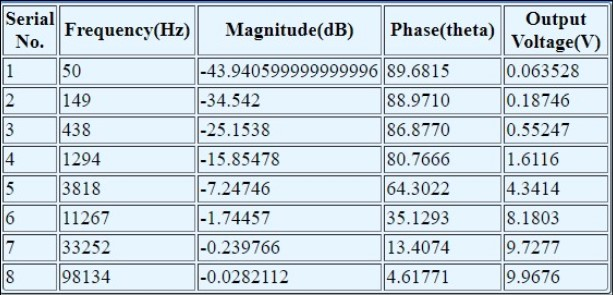 Serial No. Frequency(Hz) Magnitude(dB) Phase(theta) Output Voltage(V)
1 50 -43.940599999999996 89.6815 0.063528
2 149 -34.542 88.9710 0.18746
3 438 -25.1538 86.8770 0.55247
4 1294 -15.85478 80.7666 1.6116
5 3818 -7.24746 64.3022 4.3414
6 11267 -1.74457 35.1293 8.1803
7 33252 -0.239766 13.4074 9.7277
8 98134 -0.0282112 4.61771 9.9676